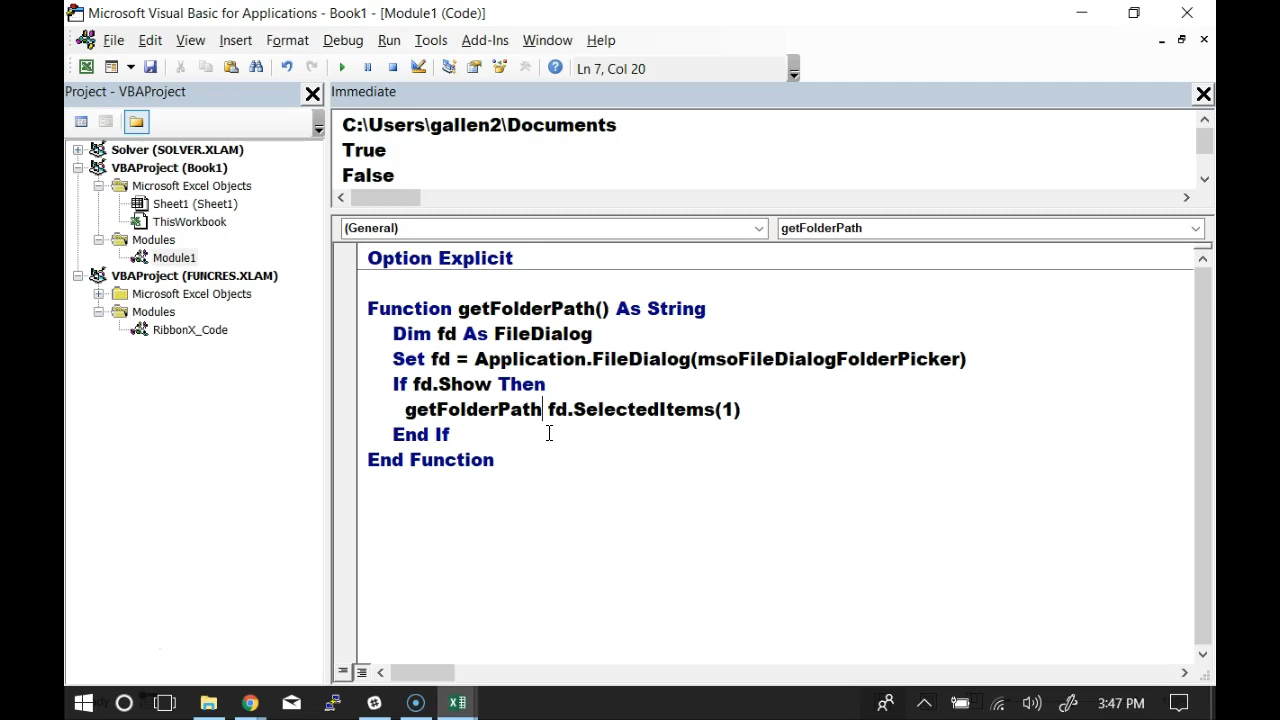 Microsoft Visual Basic for Applications - Book1 - [Module1 (Code)]
File Edit View Insert Format Debug Run Tools Add-Ins Window Help
Ln 7, Col 20
Project - VBAProject
Immediate
C:\Users\gallen2\Documents
True
False
Solver (SOLVER.XLAM)
VBAProject (Book1)
Microsoft Excel Objects
Sheet1 (Sheet1)
ThisWorkbook
Modules
Module1
VBAProject (FUNCRES.XLAM)
Microsoft Excel Objects
Modules
RibbonX_Code
(General)
getFolderPath
Option Explicit
Function getFolderPath() As String
Dim fd As FileDialog
Set fd = Application.FileDialog(msoFileDialogFolderPicker)
If fd.Show Then
getFolderPath fd.SelectedItems(1)
End If
End Function
3:47 PM